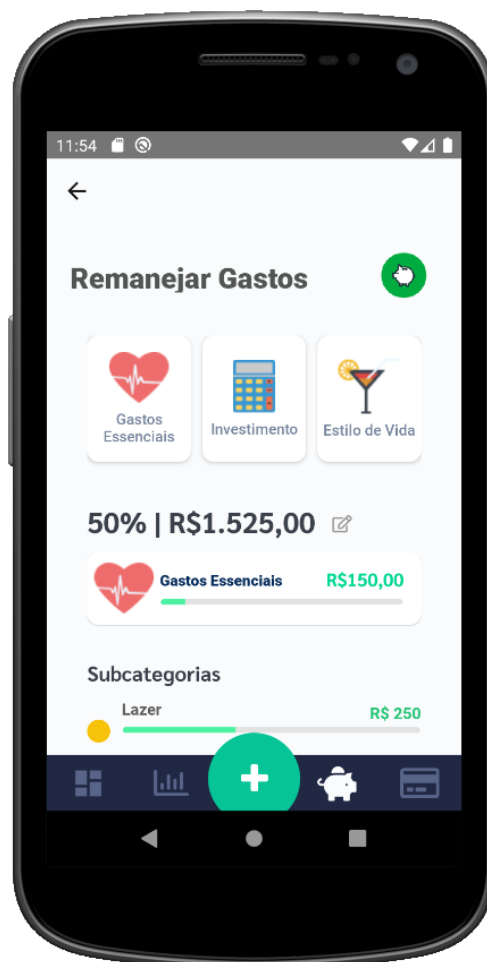 11:54
Remanejar Gastos
Gastos
Essenciais
Investimento
Estilo de Vida
50% | R$1.525,00
Gastos Essenciais
R$150,00
Subcategorias
Lazer
R$ 250